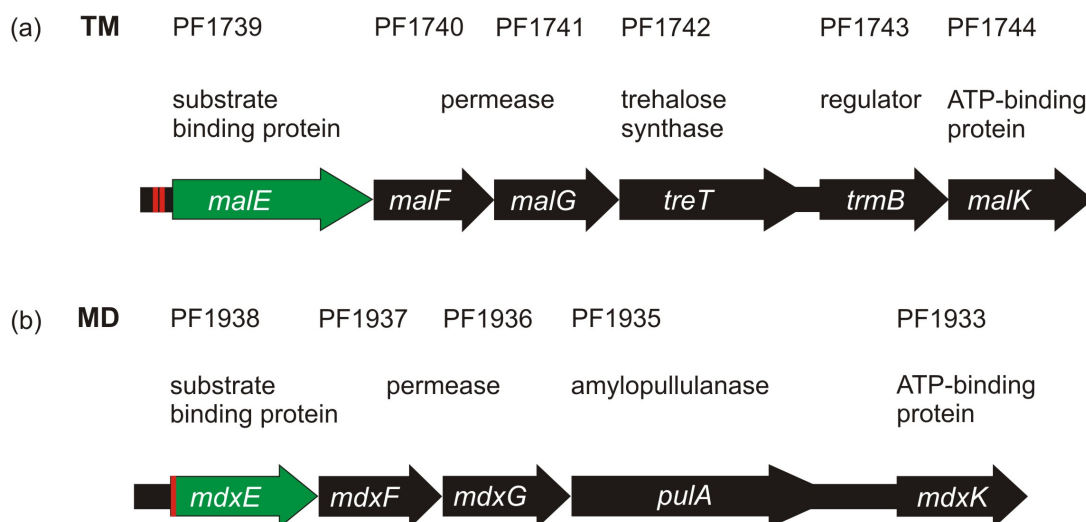 (a) TM PF1739 PF1740 PF1741 PF1742 PF1743 PF1744
substrate permease trehalose regulator ATP-binding
binding protein synthase protein
malE malF malG treT trmB malK
(b) MD PF1938 PF1937 PF1936 PF1935 PF1933
substrate permease amylopullulanase ATP-binding
binding protein protein
mdxE mdxF mdxG pulA mdxK